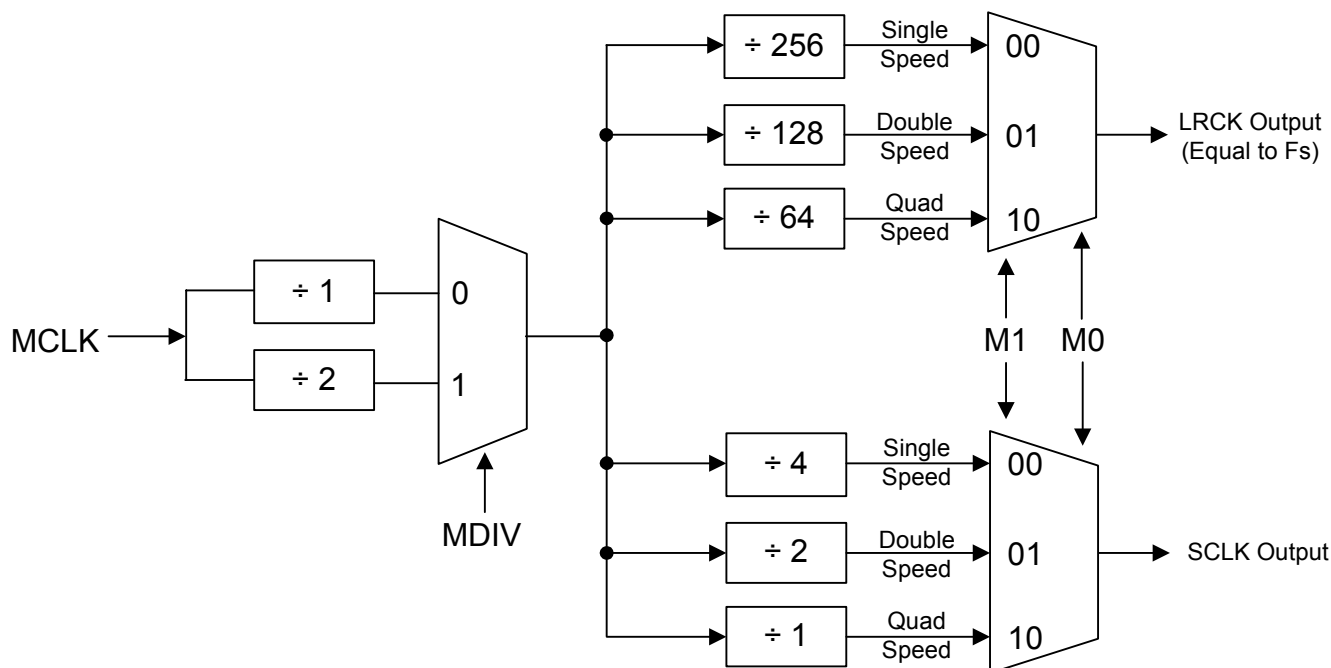 ÷ 256
Single
Speed
00
÷ 128
Double
Speed
01
LRCK Output
(Equal to Fs)
÷ 64
Quad
Speed
10
MCLK
÷ 1
0
÷ 2
1
MDIV
M1
M0
÷ 4
Single
Speed
00
÷ 2
Double
Speed
01
SCLK Output
÷ 1
Quad
Speed
10